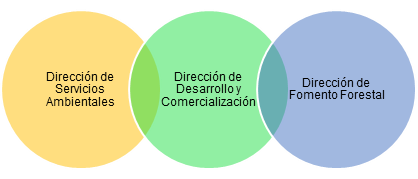 Dirección de
Servicios
Ambientales
Dirección de
Desarrollo y
Comercialización
Dirección de
Fomento Forestal